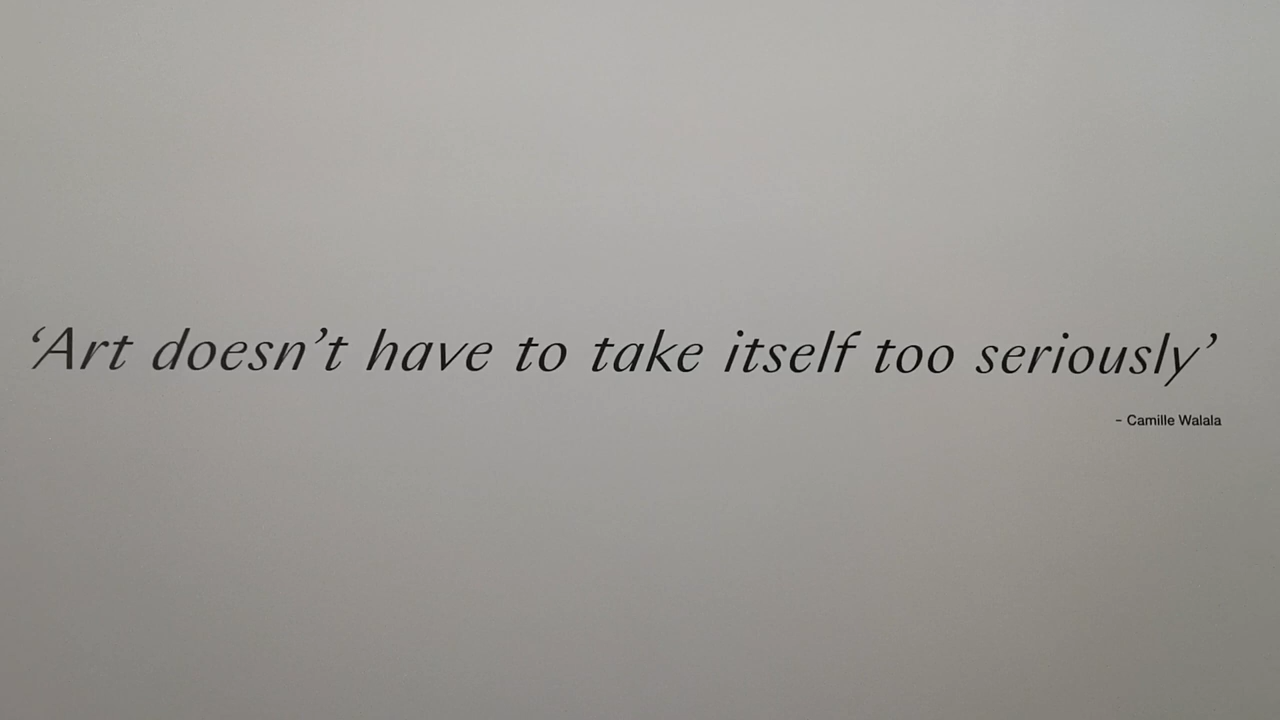 ‘Art doesn’t have to take itself too seriously’
– Camille Walala